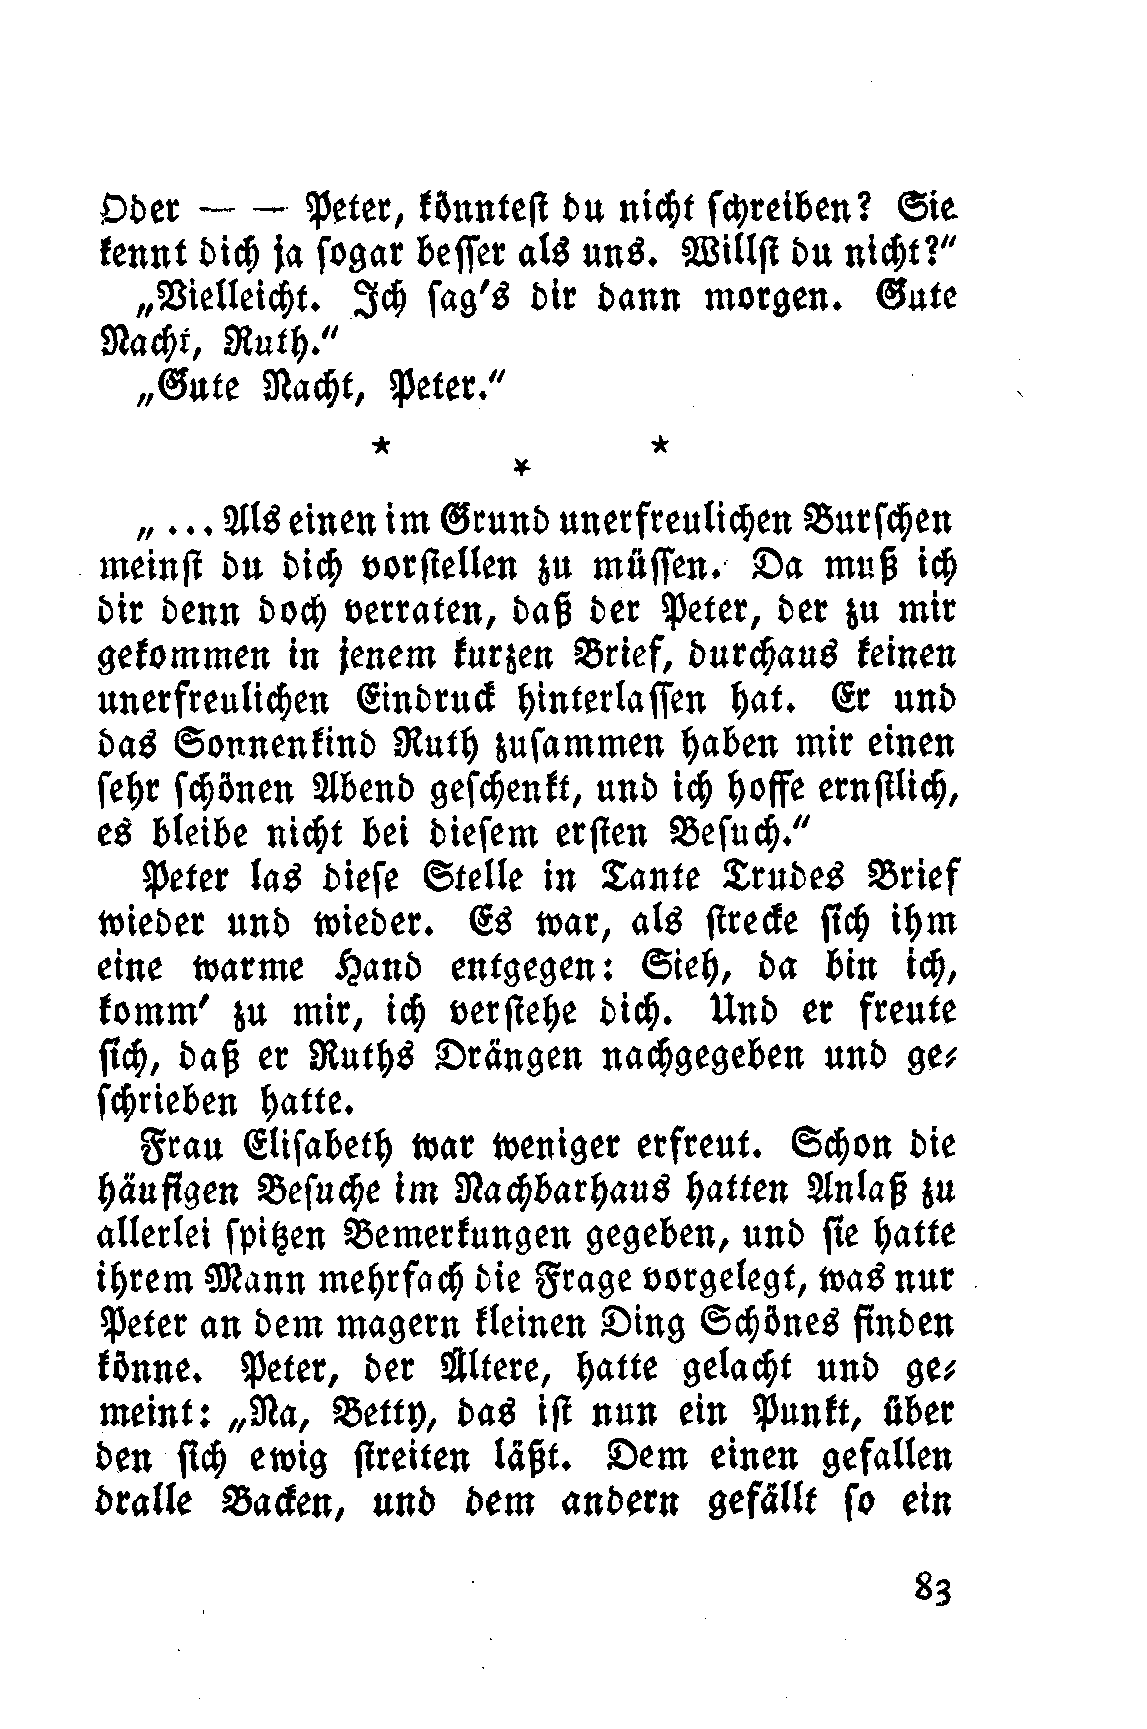 Oder — — Peter, könntest du nicht schreiben? Sie
kennt dich ja sogar besser als uns. Willst du nicht?“
„Vielleicht. Ich sag's dir dann morgen. Gute
Nacht, Ruth.“
„Gute Nacht, Peter.“
* * *
„... Als einen im Grund unerfreulichen Burschen
meinst du dich vorstellen zu müssen. Da muß ich
dir denn doch verraten, daß der Peter, der zu mir
gekommen in jenem kurzen Brief, durchaus keinen
unerfreulichen Eindruck hinterlassen hat. Er und
das Sonnenkind Ruth zusammen haben mir einen
sehr schönen Abend geschenkt, und ich hoffe ernstlich,
es bleibe nicht bei diesem ersten Besuch.“
Peter las diese Stelle in Tante Trudes Brief
wieder und wieder. Es war, als strecke sich ihm
eine warme Hand entgegen: Sieh, da bin ich,
komm' zu mir, ich verstehe dich. Und er freute
sich, daß er Ruths Drängen nachgegeben und ge-
schrieben hatte.
Frau Elisabeth war weniger erfreut. Schon die
häufigen Besuche im Nachbarhaus hatten Anlaß zu
allerlei spitzen Bemerkungen gegeben, und sie hatte
ihrem Mann mehrfach die Frage vorgelegt, was nur
Peter an dem magern kleinen Ding Schönes finden
könne. Peter, der Ältere, hatte gelacht und ge-
meint: „Na, Betty, das ist nun ein Punkt, über
den sich ewig streiten läßt. Dem einen gefallen
dralle Backen, und dem andern gefällt so ein
83